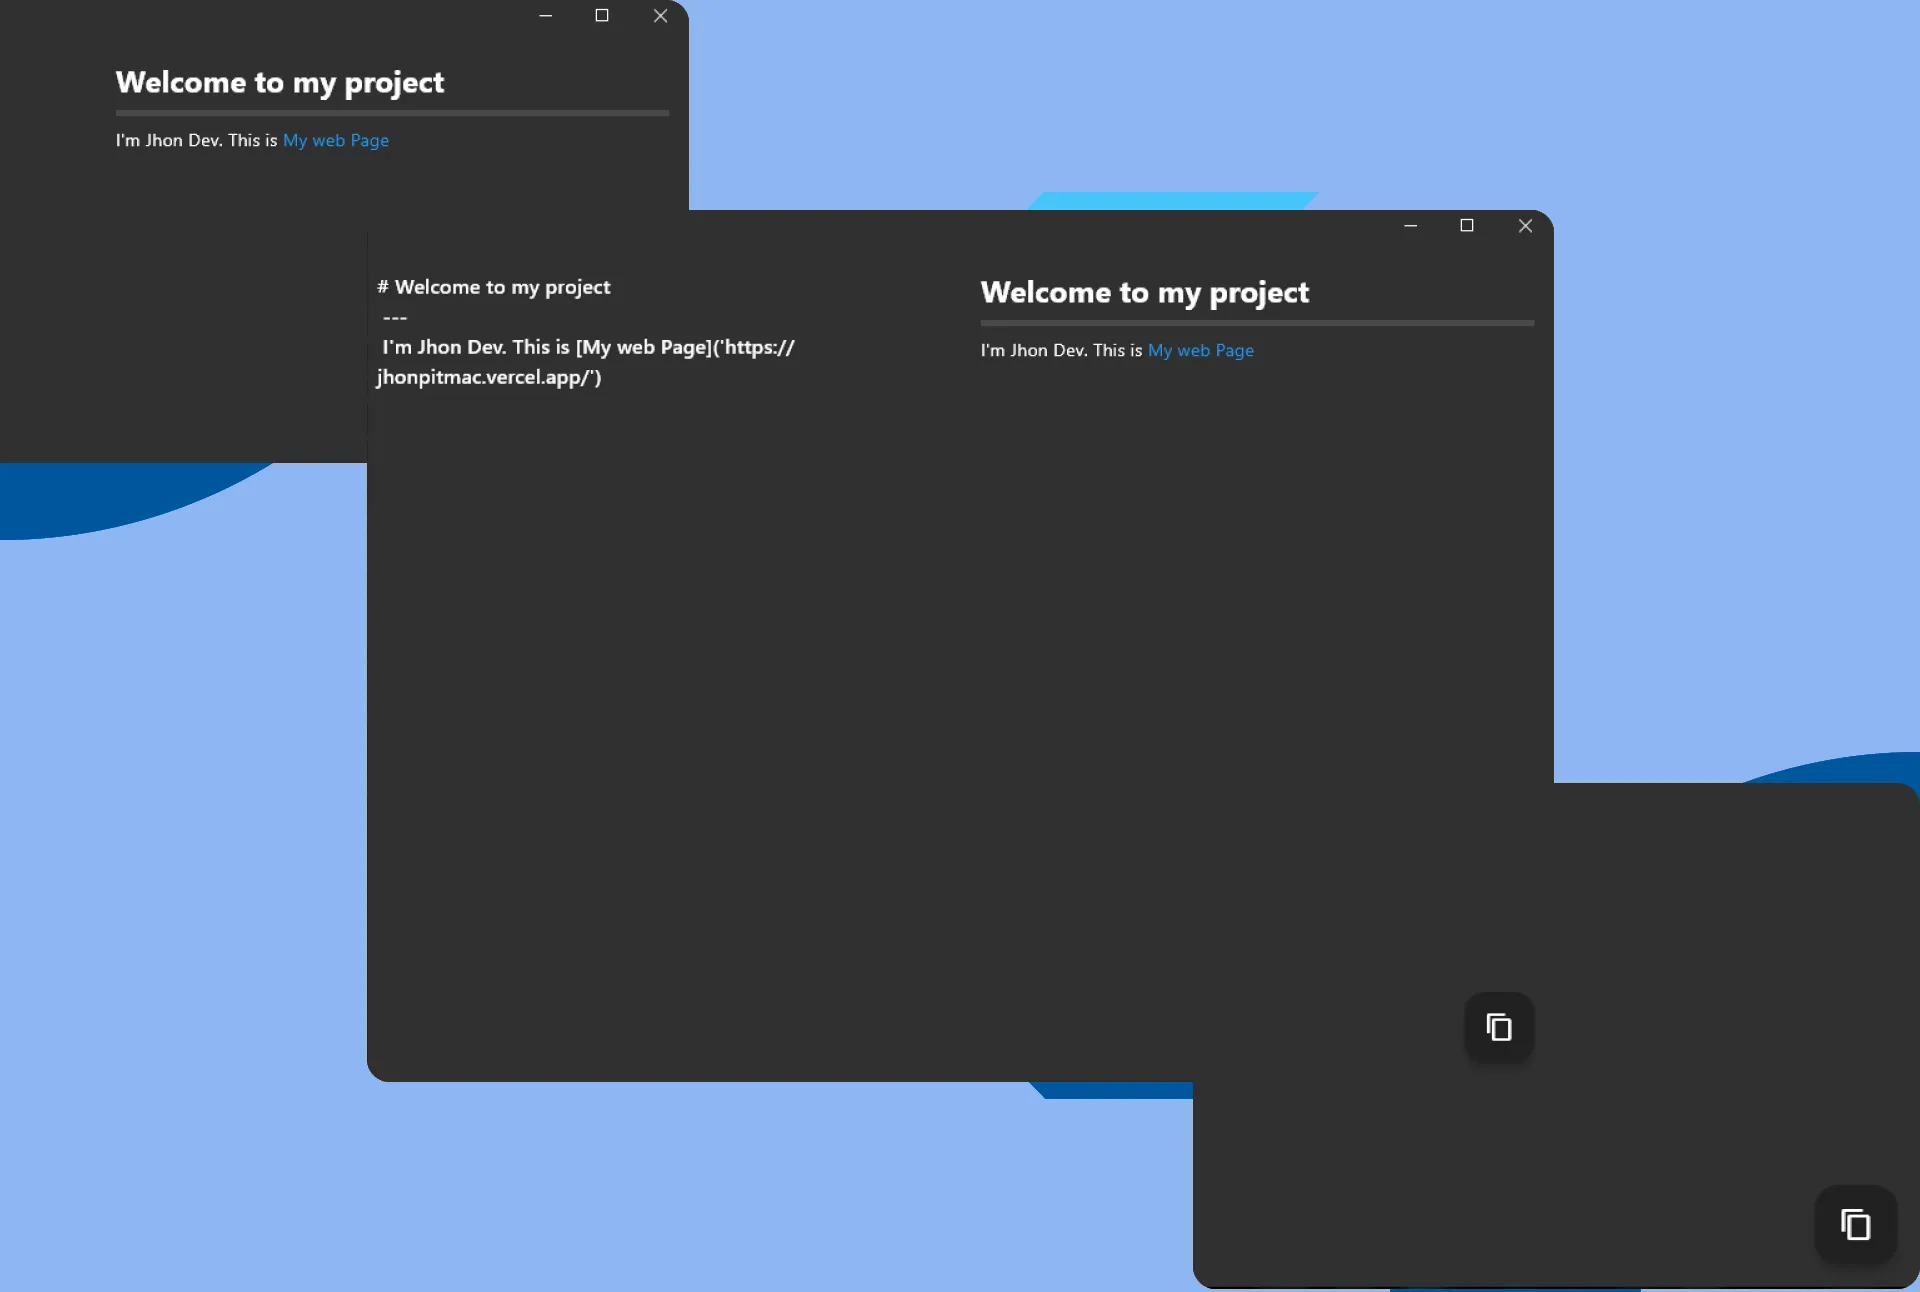 Welcome to my project
I'm Jhon Dev. This is My web Page
# Welcome to my project
---
I'm Jhon Dev. This is [My web Page]('https://
jhonpitmac.vercel.app/')
Welcome to my project
I'm Jhon Dev. This is My web Page